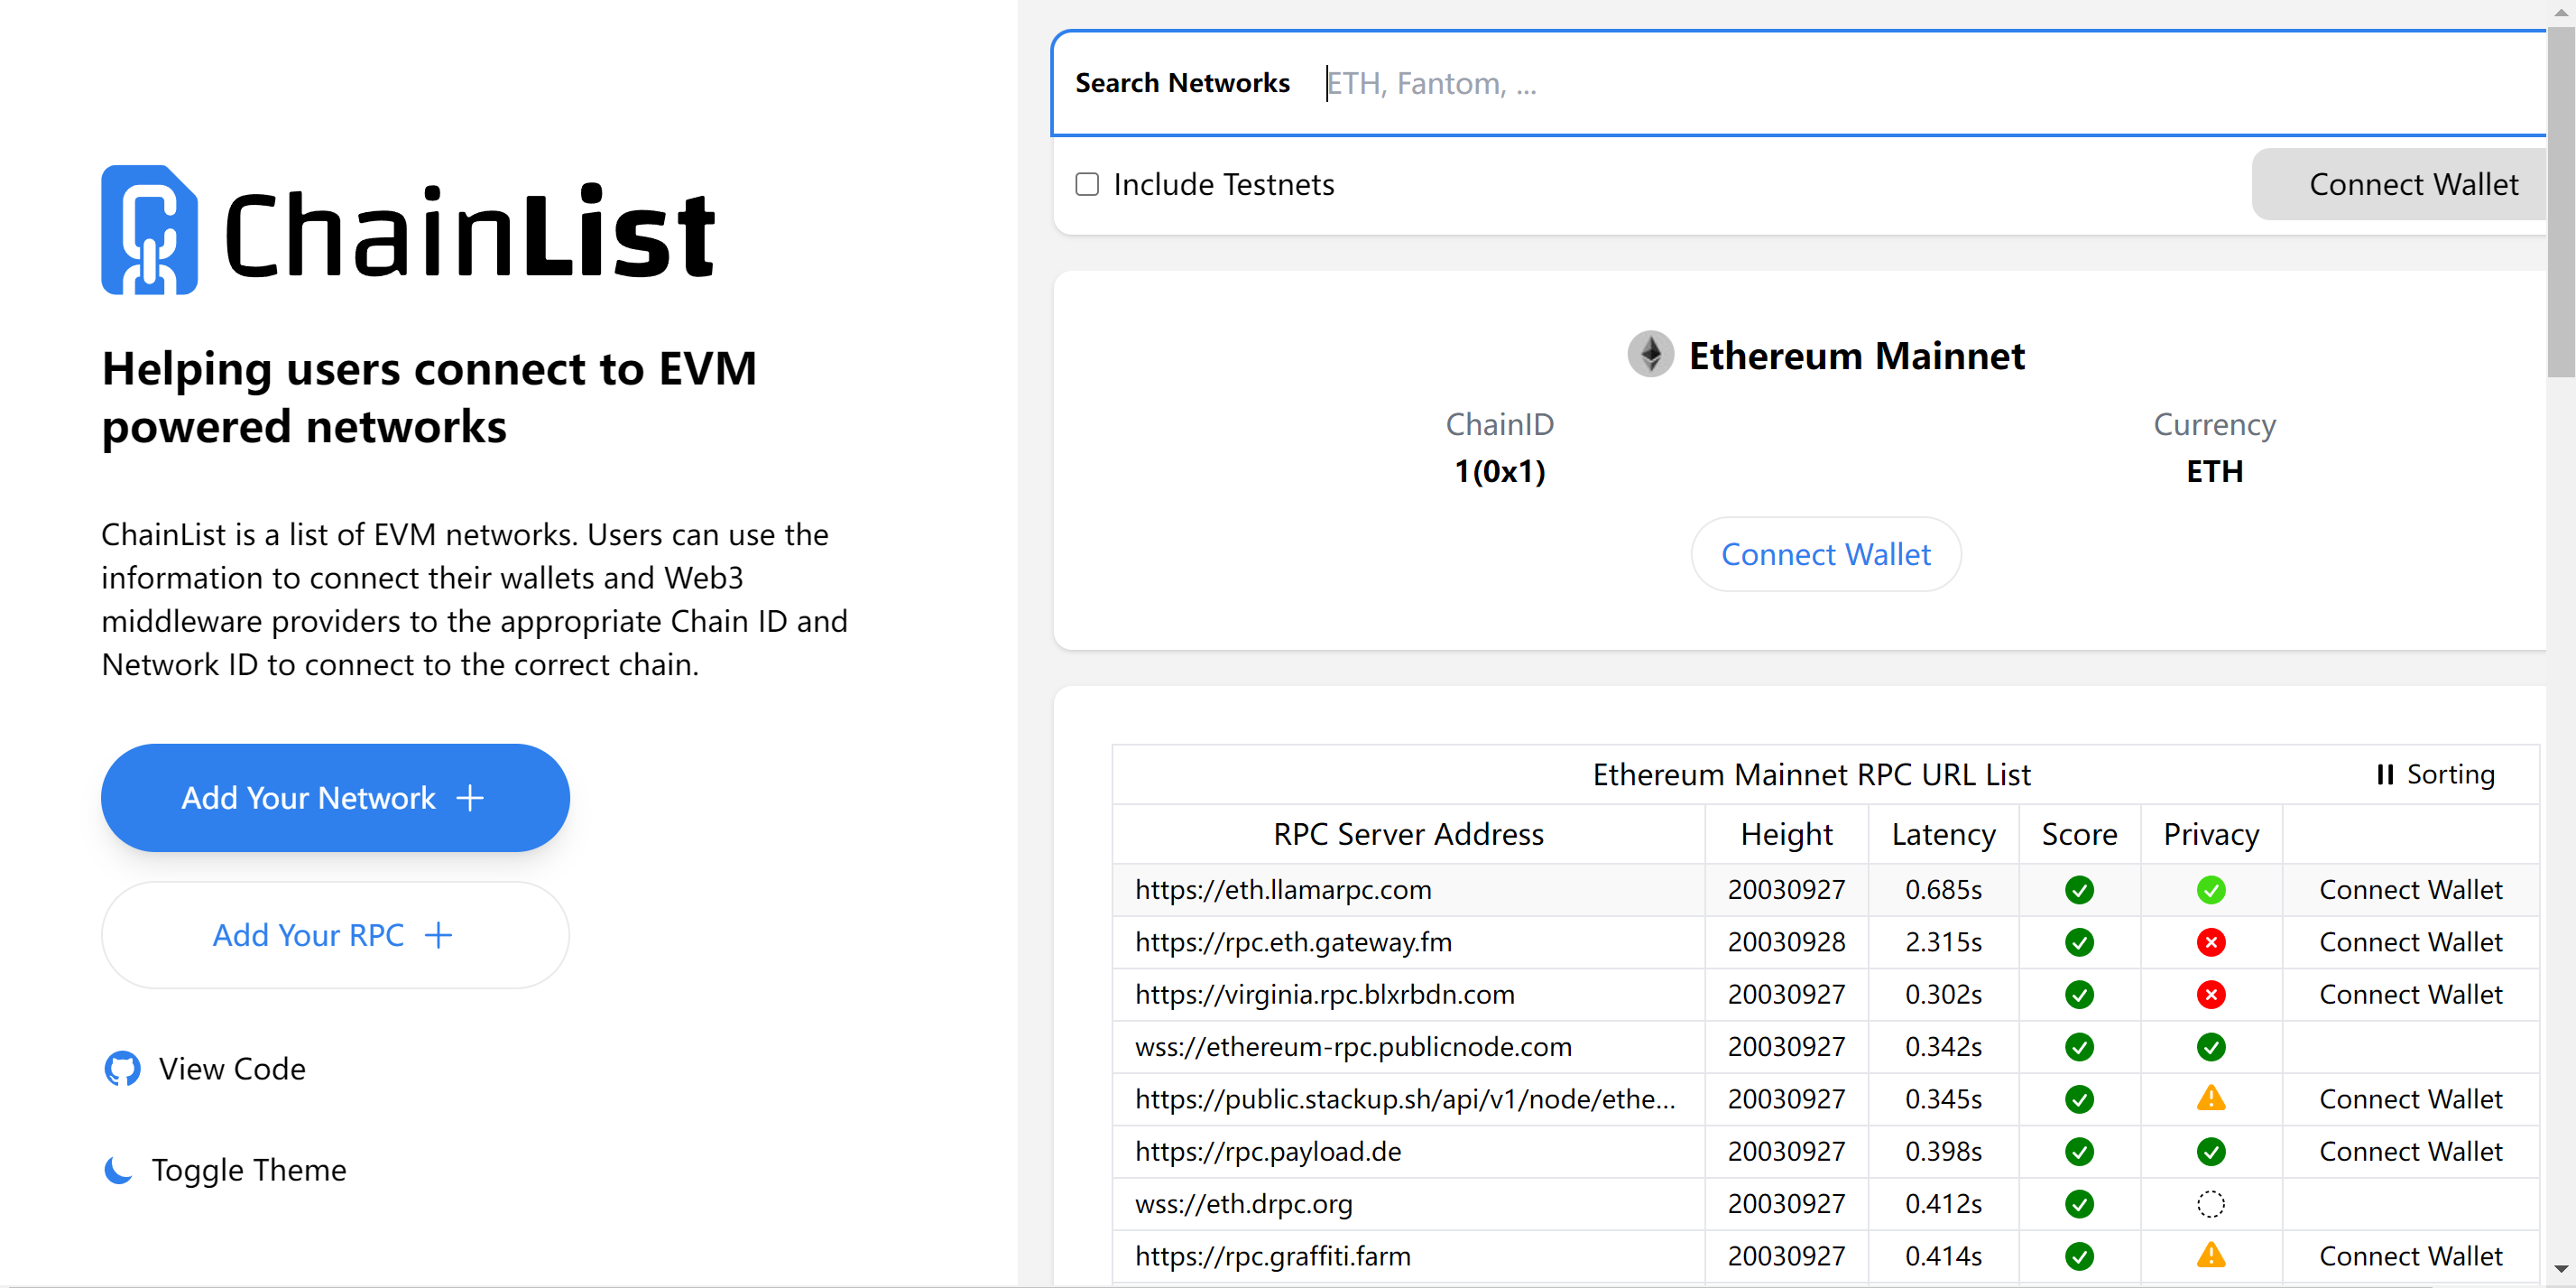 ChainList
Helping users connect to EVM
powered networks
ChainList is a list of EVM networks. Users can use the
information to connect their wallets and Web3
middleware providers to the appropriate Chain ID and
Network ID to connect to the correct chain.
Add Your Network
Add Your RPC
View Code
Toggle Theme
Search Networks ETH, Fantom, ...
Include Testnets Connect Wallet
Ethereum Mainnet
ChainID Currency
1(0x1) ETH
Connect Wallet
Ethereum Mainnet RPC URL List Sorting
RPC Server Address Height Latency Score Privacy
https://eth.llamarpc.com 20030927 0.685s Connect Wallet
https://rpc.eth.gateway.fm 20030928 2.315s Connect Wallet
https://virginia.rpc.blxrbdn.com 20030927 0.302s Connect Wallet
wss://ethereum-rpc.publicnode.com 20030927 0.342s
https://public.stackup.sh/api/v1/node/ethe... 20030927 0.345s Connect Wallet
https://rpc.payload.de 20030927 0.398s Connect Wallet
wss://eth.drpc.org 20030927 0.412s
https://rpc.graffiti.farm 20030927 0.414s Connect Wallet